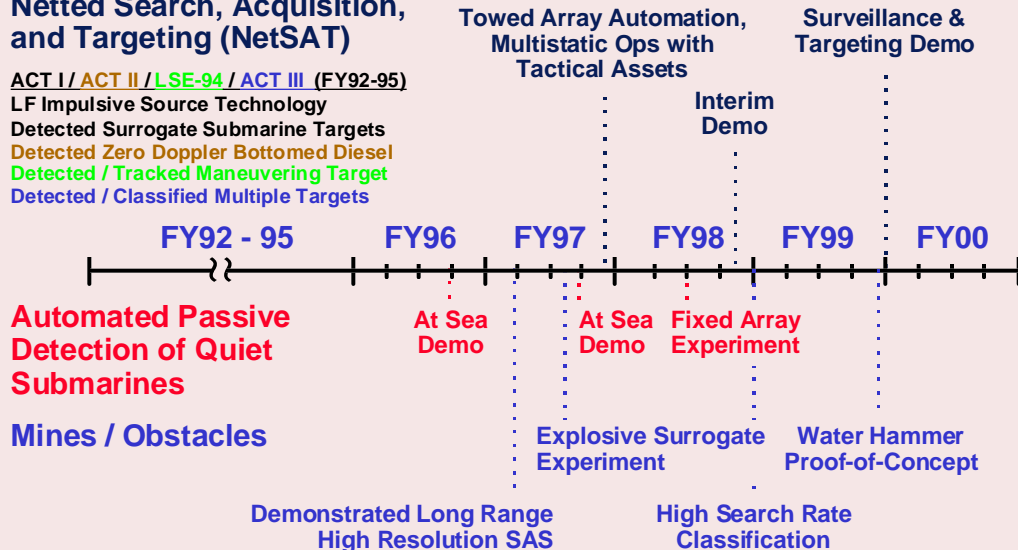 Netted Search, Acquisition,
and Targeting (NetSAT)
ACT I / ACT II / LSE-94 / ACT III (FY92-95)
LF Impulsive Source Technology
Detected Surrogate Submarine Targets
Detected Zero Doppler Bottomed Diesel
Detected / Tracked Maneuvering Target
Detected / Classified Multiple Targets
Towed Array Automation,
Multistatic Ops with
Tactical Assets
Interim
Demo
Surveillance &
Targeting Demo
FY92 - 95
FY96
FY97
FY98
FY99
FY00
Automated Passive
Detection of Quiet
Submarines
At Sea
Demo
At Sea
Demo
Fixed Array
Experiment
Mines / Obstacles
Explosive Surrogate
Experiment
Water Hammer
Proof-of-Concept
Demonstrated Long Range
High Resolution SAS
High Search Rate
Classification